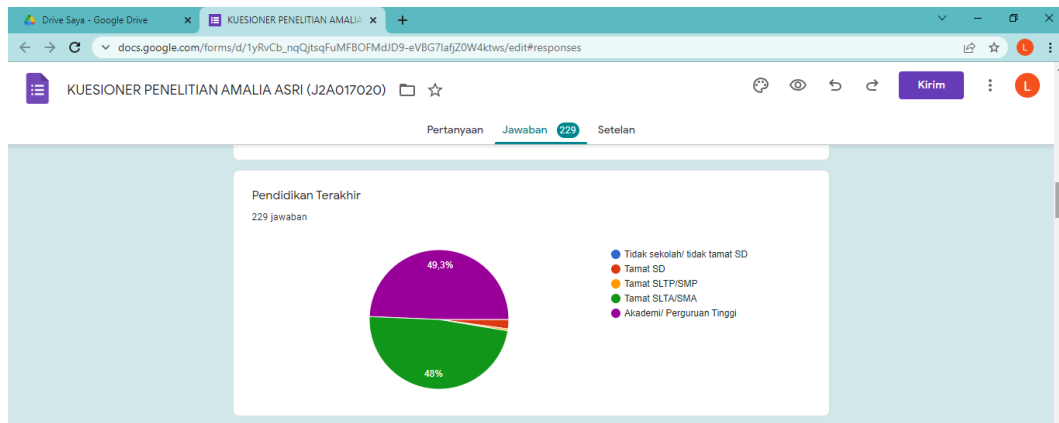 Drive Saya - Google Drive
KUESIONER PENELITIAN AMALIA
docs.google.com/forms/d/1yRvCb_nqQjtsqFuMFBOFMdJD9-eVBG7IafjZ0W4ktws/edit#responses
L
KUESIONER PENELITIAN AMALIA ASRI (J2A017020)
Kirim
L
Pertanyaan
Jawaban 229
Setelan
Pendidikan Terakhir
229 jawaban
49,3%
48%
Tidak sekolah/ tidak tamat SD
Tamat SD
Tamat SLTP/SMP
Tamat SLTA/SMA
Akademi/ Perguruan Tinggi